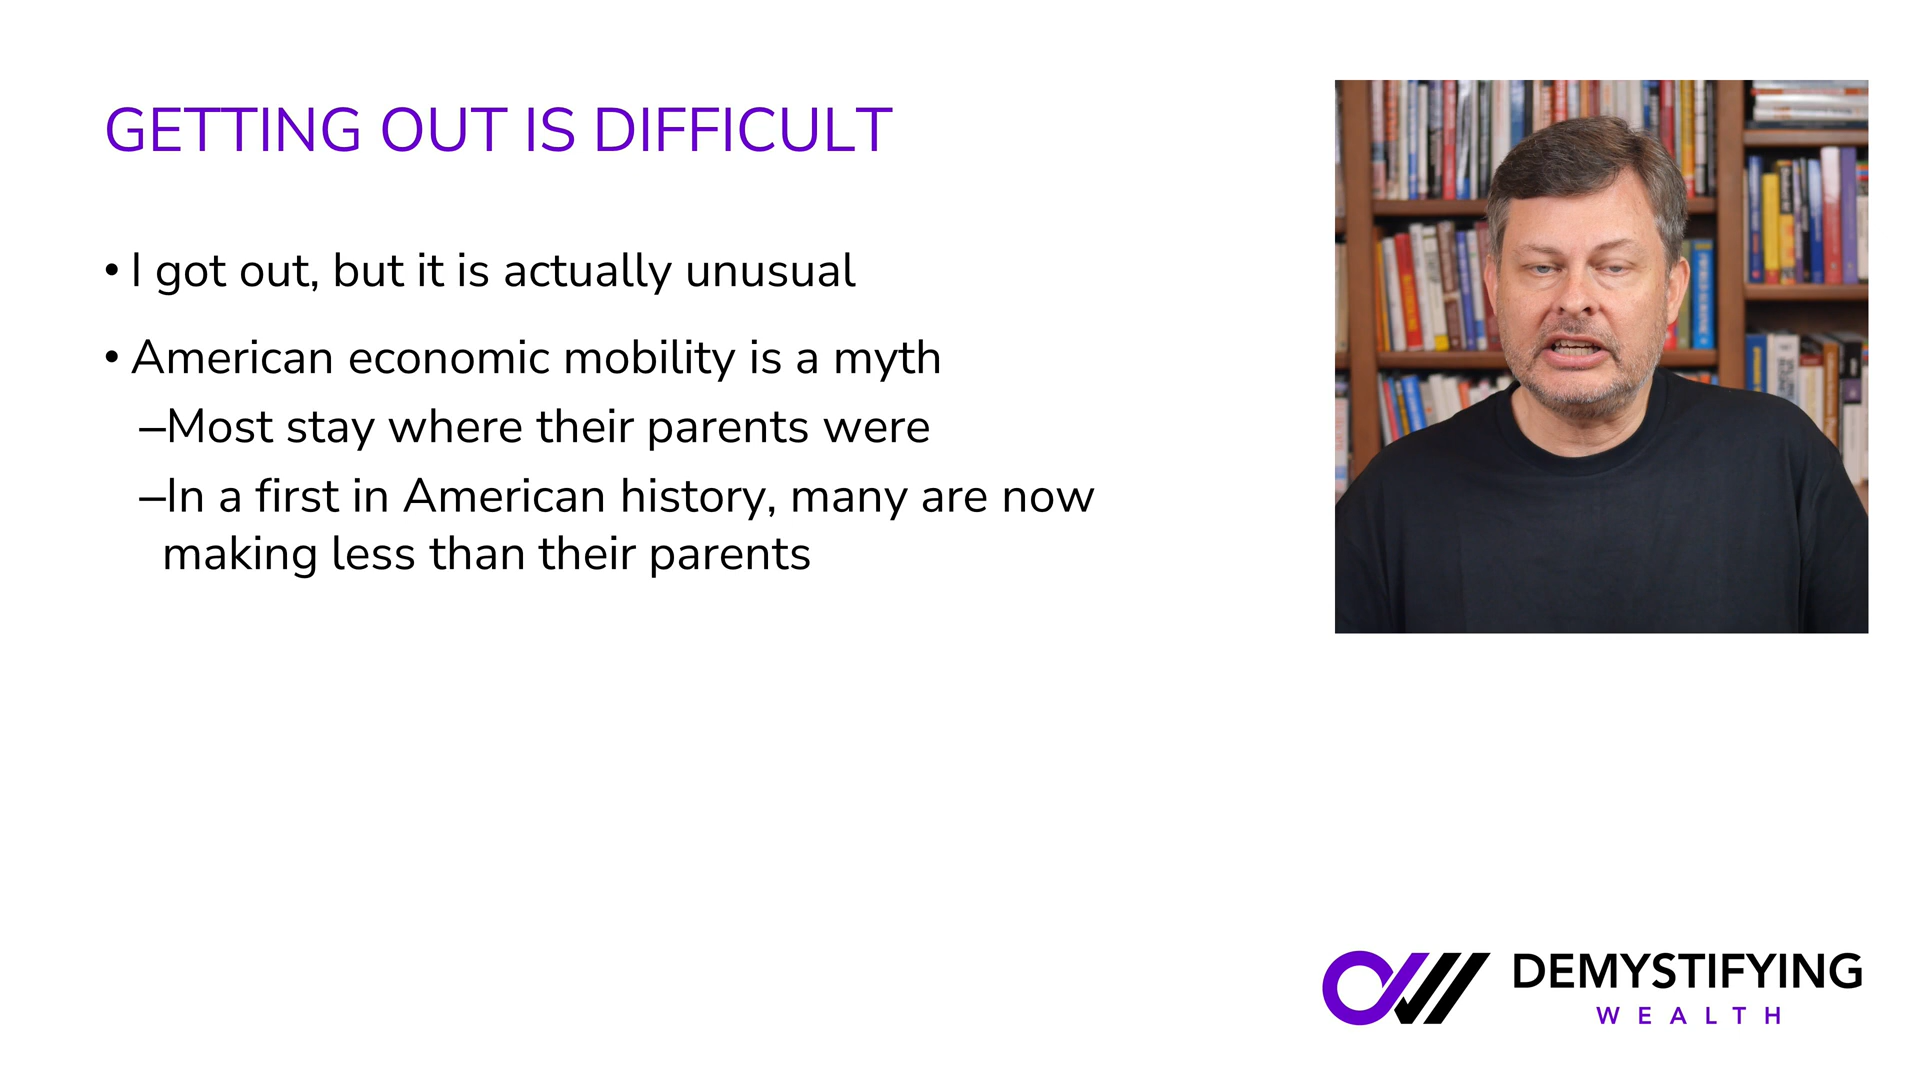 GETTING OUT IS DIFFICULT
• I got out, but it is actually unusual
• American economic mobility is a myth
–Most stay where their parents were
–In a first in American history, many are now
making less than their parents
DEMYSTIFYING
WEALTH